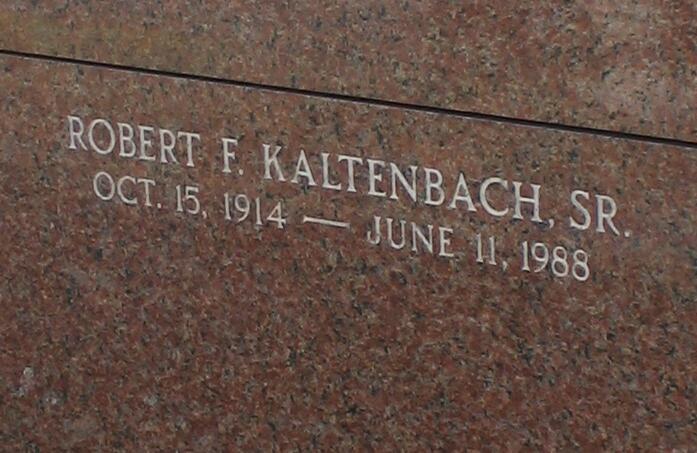 ROBERT F. KALTENBACH, SR.
OCT. 15, 1914 — JUNE 11, 1988